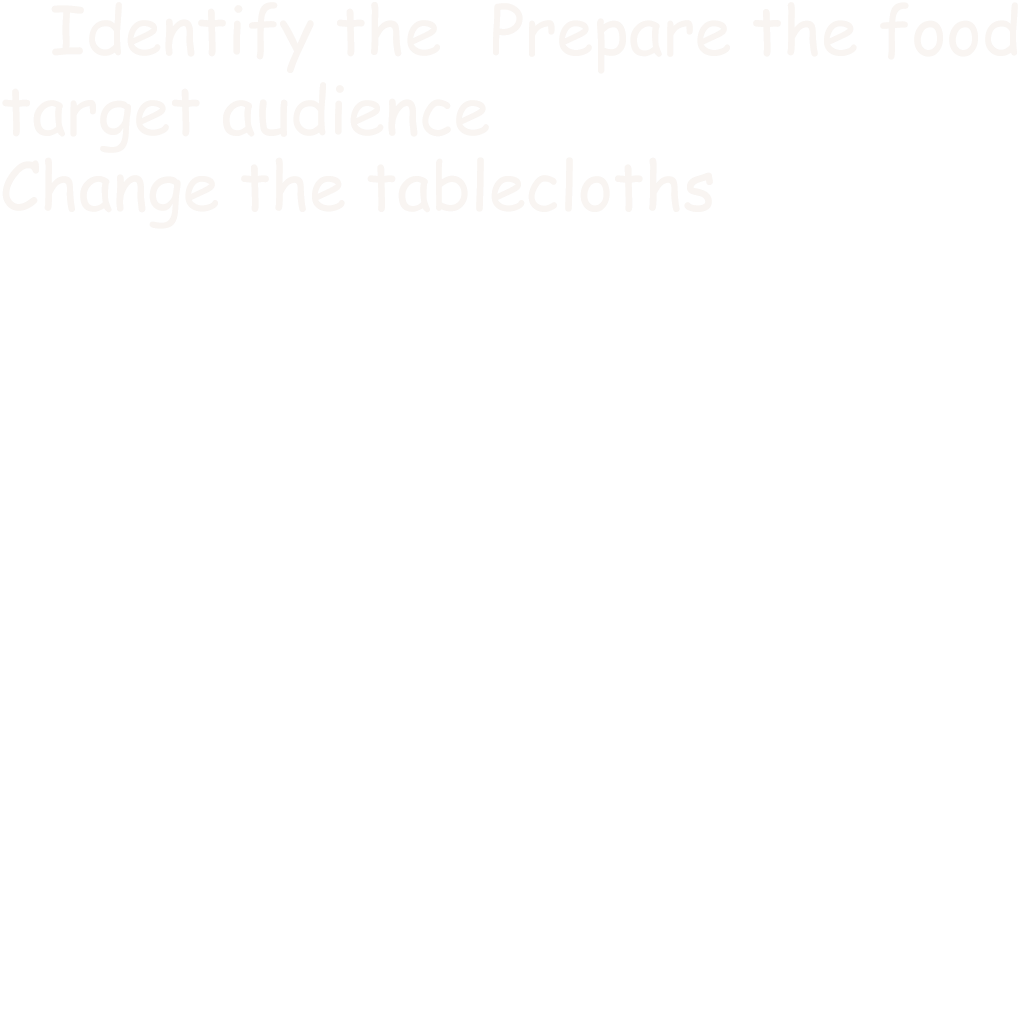 Identify the Prepare the food
target audience
Change the tablecloths